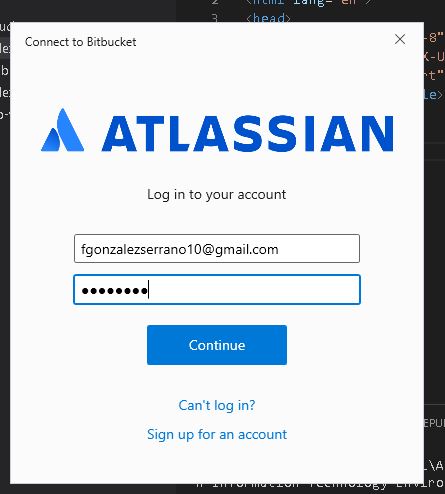 2 <html lang="en">
3 <head>
Connect to Bitbucket
ATLASSIAN
Log in to your account
fgonzalezserrano10@gmail.com
••••••••
Continue
Can't log in?
Sign up for an account